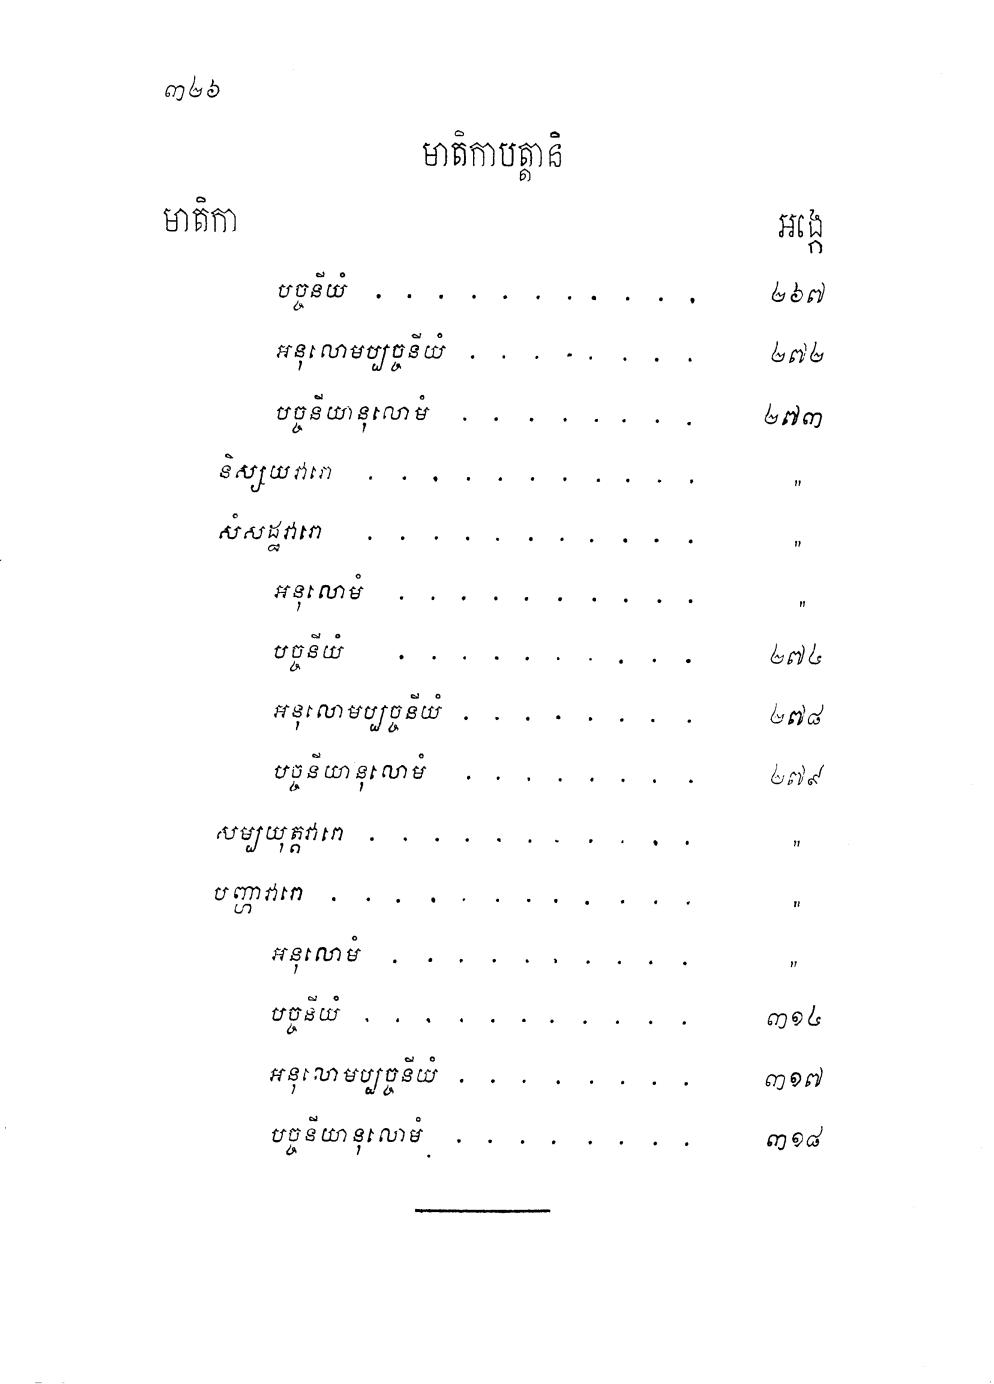 ៣២៦
មាតិកាបត្តានិ
មាតិកា អង្កេ
បច្ចនីយំ . . . . . . . . . . . ២៦៧
អនុលោមប្បច្ចនីយំ . . . . . . . . ២៧២
បច្ចនីយានុលោមំ . . . . . . . . ២៧៣
និស្សយវារោ . . . . . . . . . . . "
សំសដ្ឋវារោ . . . . . . . . . . . "
អនុលោមំ . . . . . . . . . . "
បច្ចនីយំ . . . . . . . . . . ២៧៤
អនុលោមប្បច្ចនីយំ . . . . . . . . ២៧៨
បច្ចនីយានុលោមំ . . . . . . . . ២៧៩
សម្បយុត្តវារោ . . . . . . . . . . . "
បញ្ហាវារោ . . . . . . . . . . . . "
អនុលោមំ . . . . . . . . . . "
បច្ចនីយំ . . . . . . . . . . . ៣១៤
អនុលោមប្បច្ចនីយំ . . . . . . . . ៣១៧
បច្ចនីយានុលោមំ . . . . . . . . ៣១៨